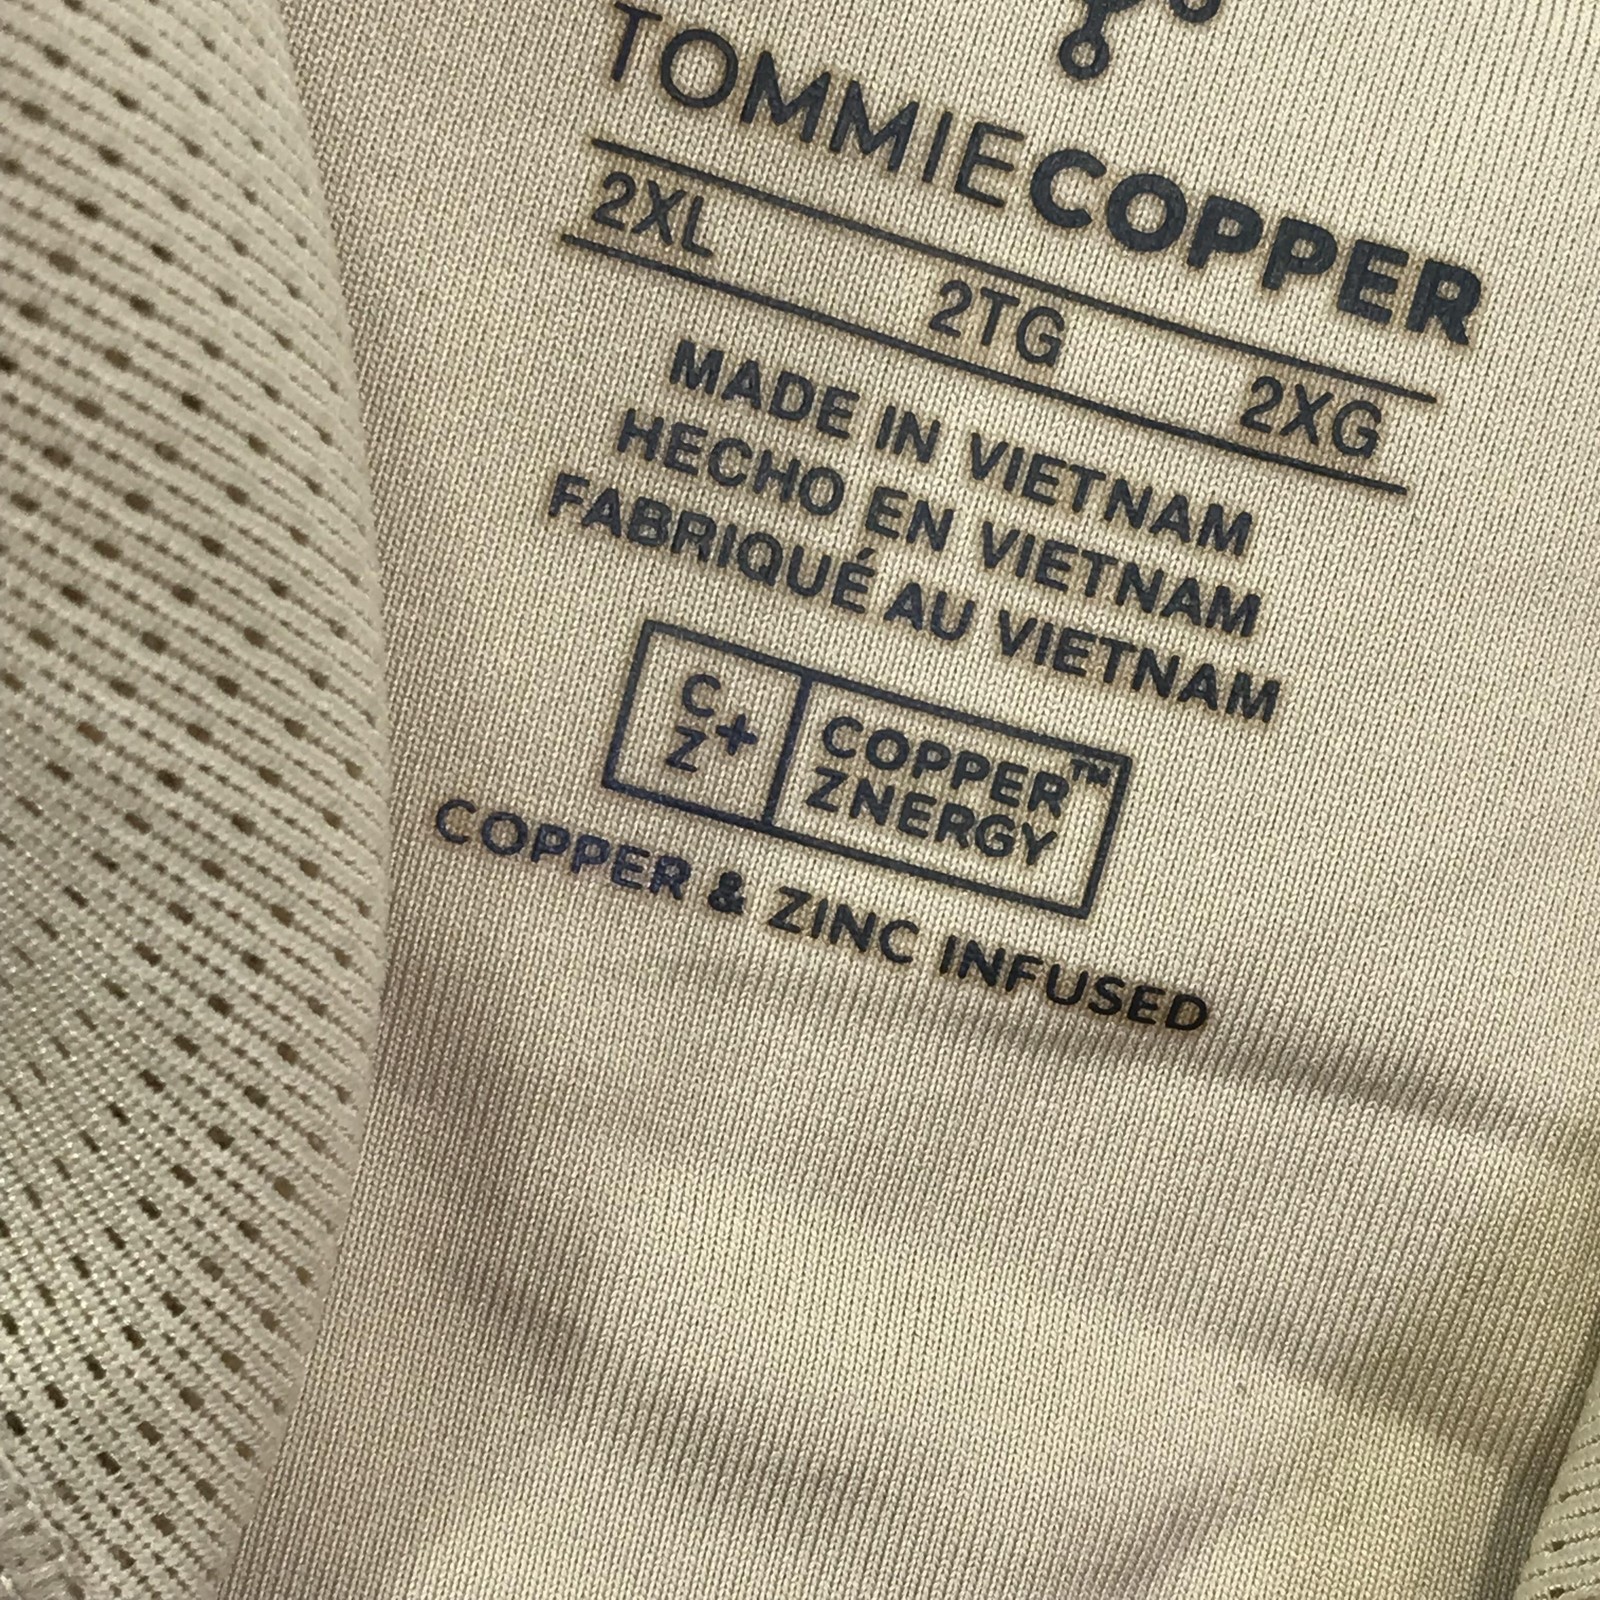 TOMMIECOPPER
2XL 2TG 2XG
MADE IN VIETNAM
HECHO EN VIETNAM
FABRIQUÉ AU VIETNAM
C Z+
COPPER™
ZNERGY
COPPER & ZINC INFUSED